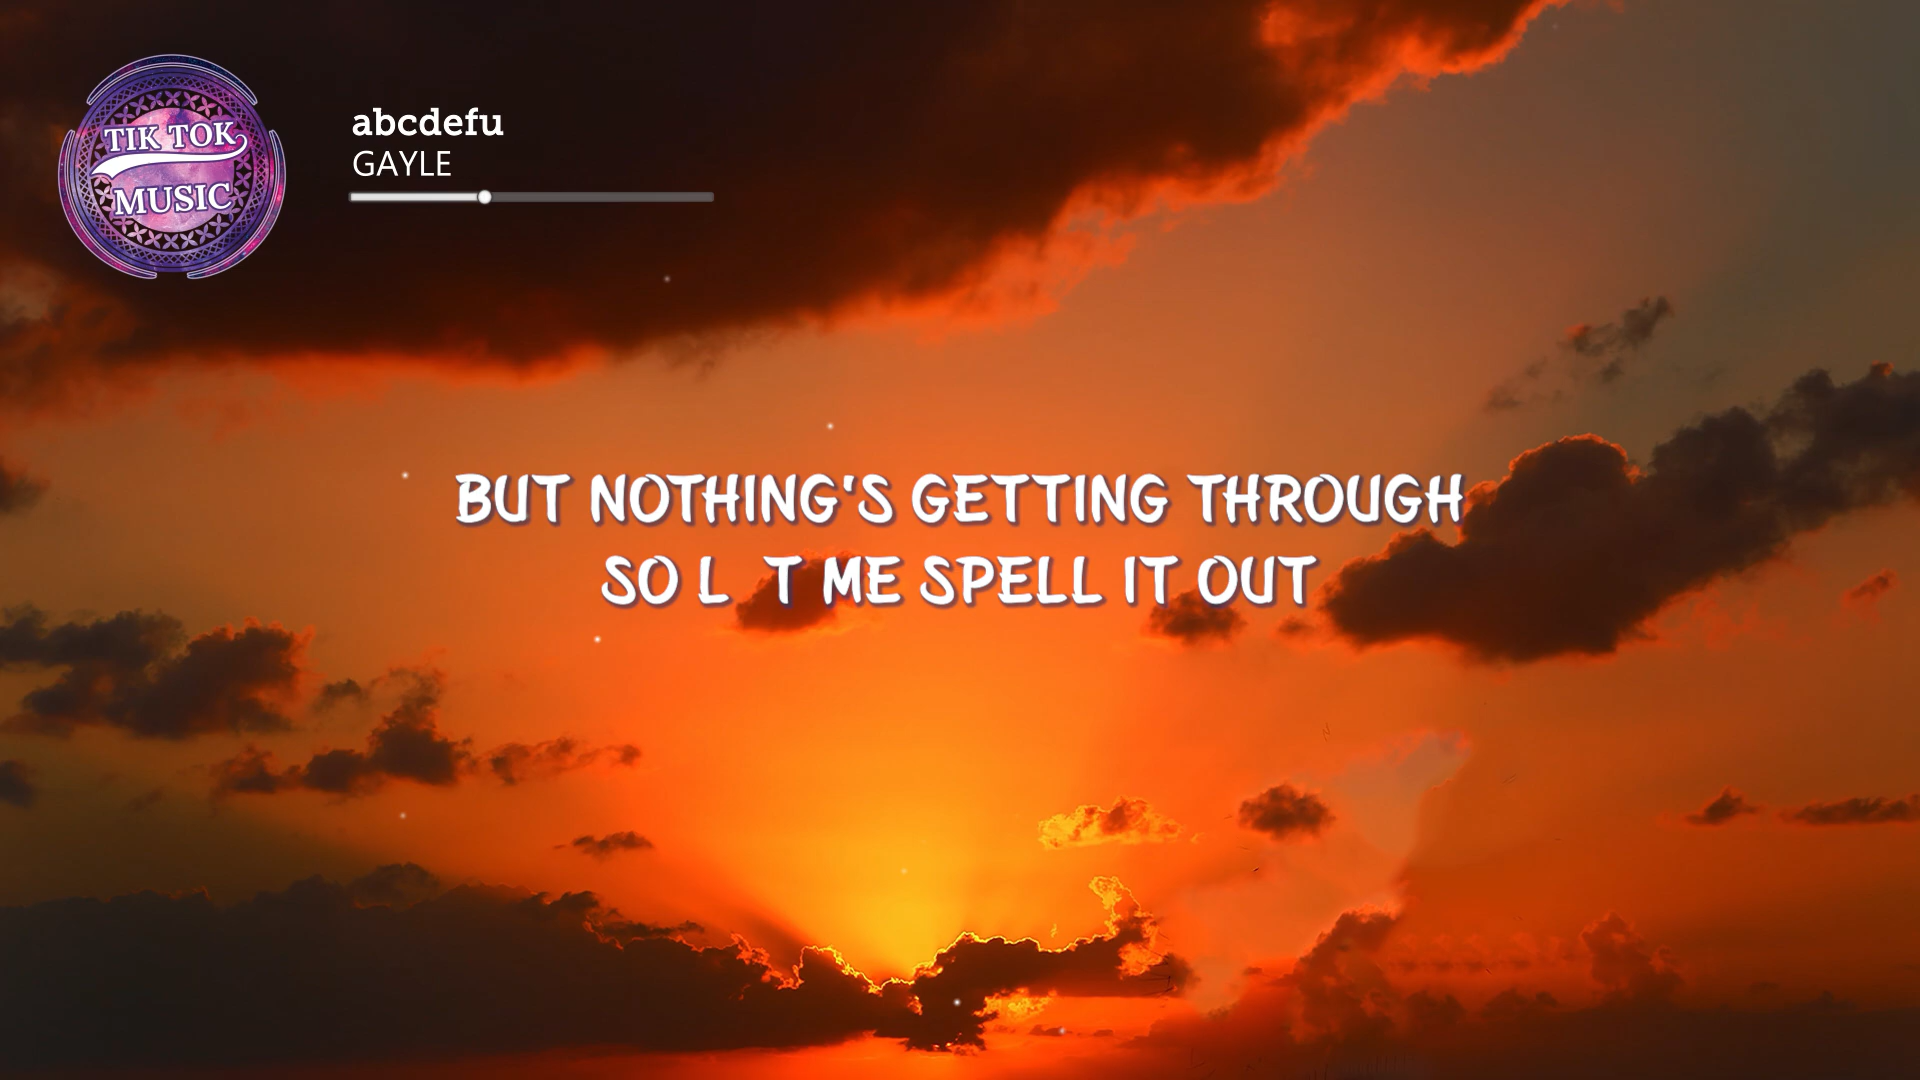 TIK TOK
MUSIC
abcdefu
GAYLE
BUT NOTHING'S GETTING THROUGH
SO L T ME SPELL IT OUT